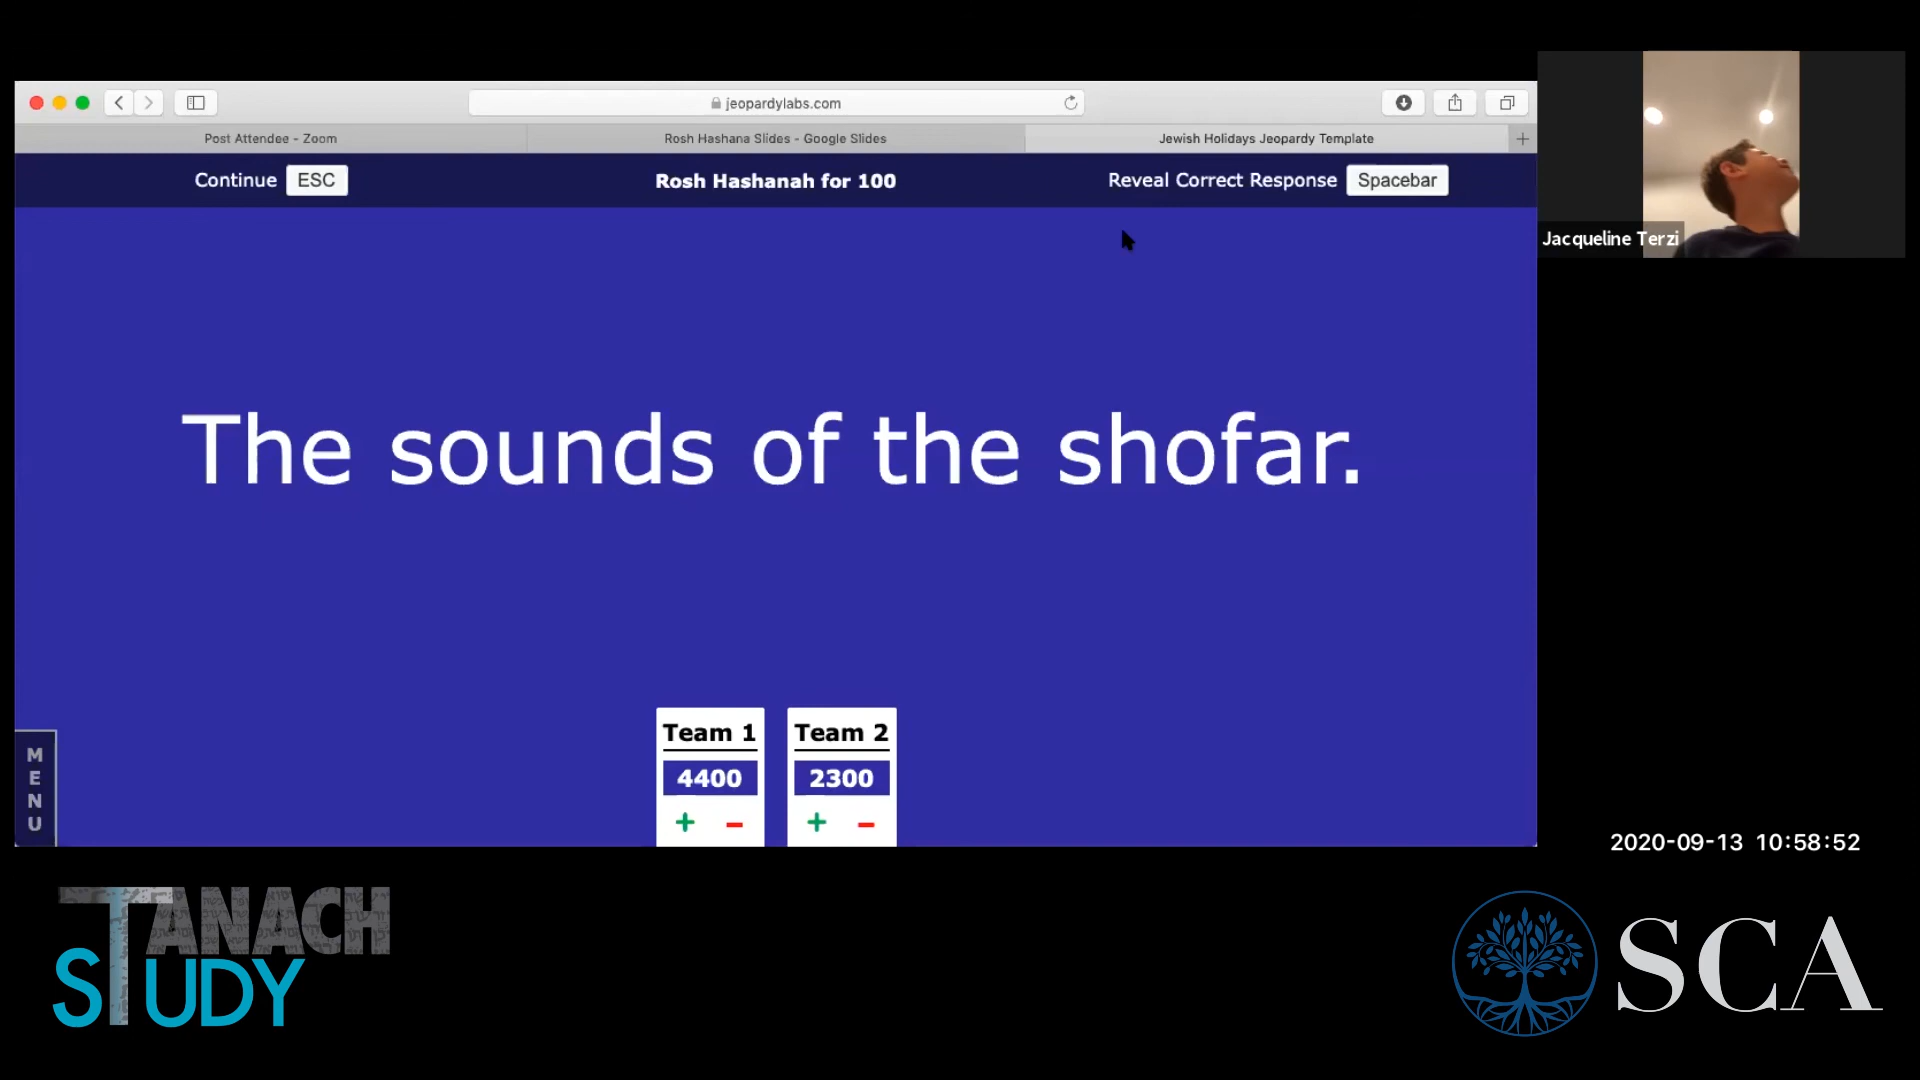 jeopardylabs.com
Post Attendee - Zoom
Rosh Hashana Slides - Google Slides
Jewish Holidays Jeopardy Template
Continue ESC
Rosh Hashanah for 100
Reveal Correct Response Spacebar
Jacqueline Terzi
The sounds of the shofar.
MENU
Team 1
4400
+ −
Team 2
2300
+ −
2020-09-13 10:58:52
TANACH
STUDY
SCA